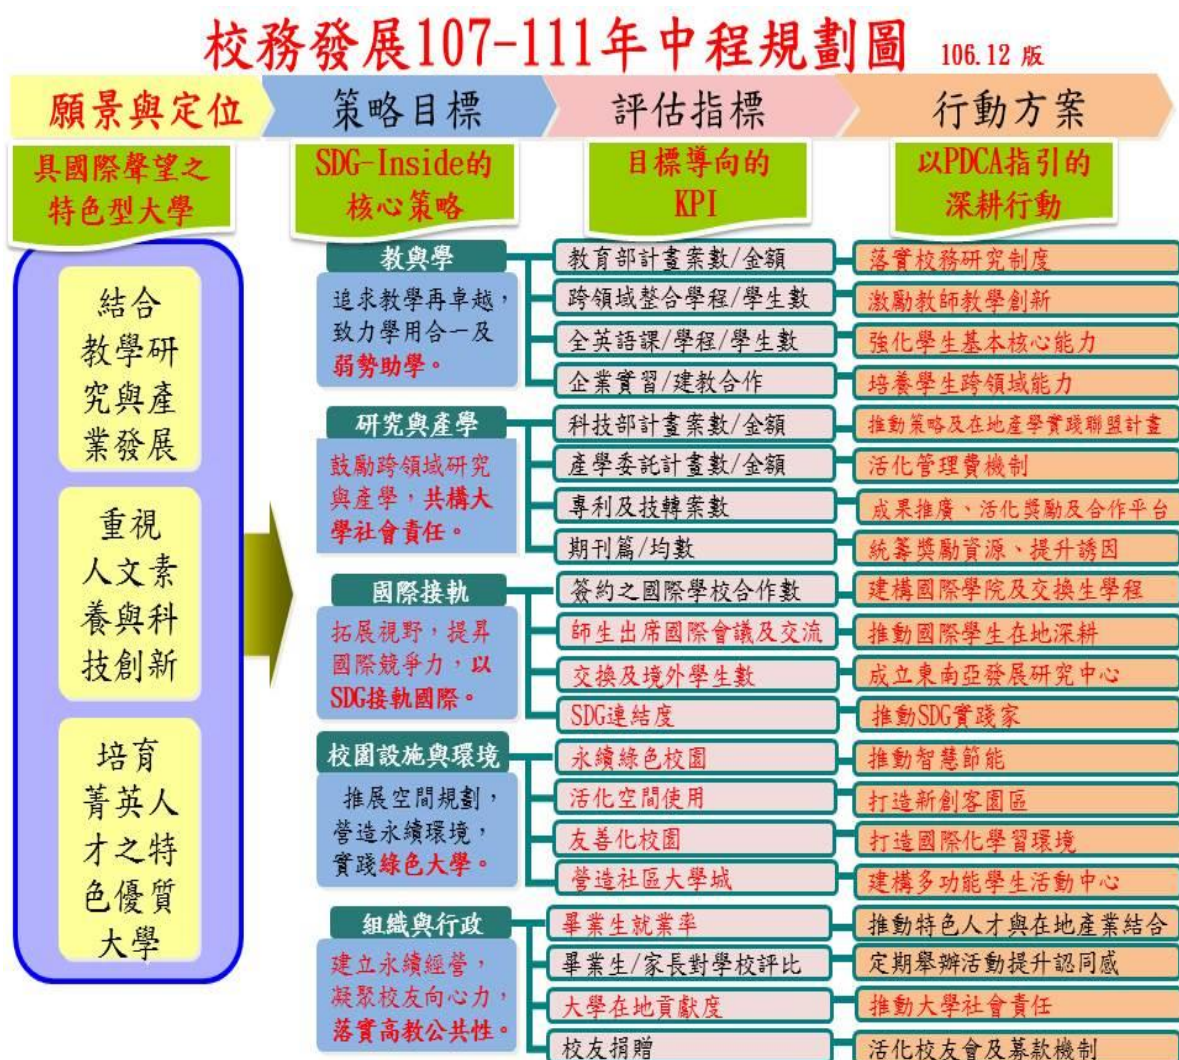 校務發展107-111年中程規劃圖 106.12 版
願景與定位
策略目標
評估指標
行動方案
具國際聲望之
特色型大學
SDG-Inside的
核心策略
目標導向的
KPI
以PDCA指引的
深耕行動
結合
教學研
究與產
業發展
重視
人文素
養與科
技創新
培育
菁英人
才之特
色優質
大學
教與學
追求教學再卓越，
致力學用合一及
弱勢助學。
教育部計畫案數/金額
落實校務研究制度
跨領域整合學程/學生數
激勵教師教學創新
全英語課/學程/學生數
強化學生基本核心能力
企業實習/建教合作
培養學生跨領域能力
研究與產學
鼓勵跨領域研究
與產學，共構大
學社會責任。
科技部計畫案數/金額
推動策略及在地產學實踐聯盟計畫
產學委託計畫數/金額
活化管理費機制
專利及技轉案數
成果推廣、活化獎勵及合作平台
期刊篇/均數
統籌獎勵資源、提升誘因
國際接軌
拓展視野，提昇
國際競爭力，以
SDG接軌國際。
簽約之國際學校合作數
建構國際學院及交換生學程
師生出席國際會議及交流
推動國際學生在地深耕
交換及境外學生數
成立東南亞發展研究中心
SDG連結度
推動SDG實踐家
校園設施與環境
推展空間規劃，
營造永續環境，
實踐綠色大學。
永續綠色校園
推動智慧節能
活化空間使用
打造新創客園區
友善化校園
打造國際化學習環境
營造社區大學城
建構多功能學生活動中心
組織與行政
建立永續經營，
凝聚校友向心力，
落實高教公共性。
畢業生就業率
推動特色人才與在地產業結合
畢業生/家長對學校評比
定期舉辦活動提升認同感
大學在地貢獻度
推動大學社會責任
校友捐贈
活化校友會及募款機制